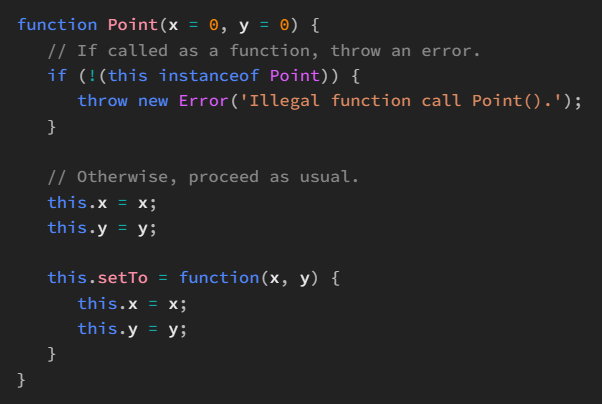 function Point(x = 0, y = 0) {
   // If called as a function, throw an error.
   if (!(this instanceof Point)) {
      throw new Error('Illegal function call Point().');
   }

   // Otherwise, proceed as usual.
   this.x = x;
   this.y = y;

   this.setTo = function(x, y) {
      this.x = x;
      this.y = y;
   }
}